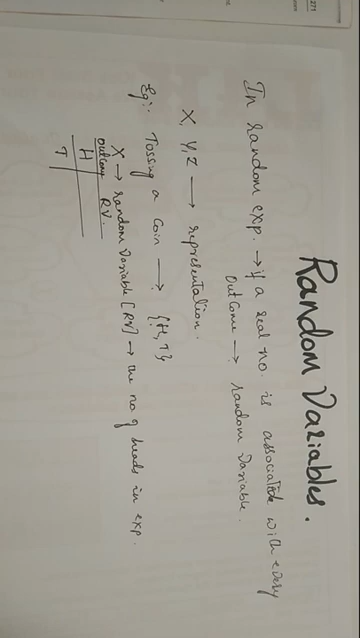 Random Variables.
In random exp. → if a real no. is associated with every
outcome → random variable.
X, Y, Z → representation.
Eg:- Tossing a coin → {H, T}
X → random variable [RV] → the no of heads in exp.
outcome RV.
H
T
271